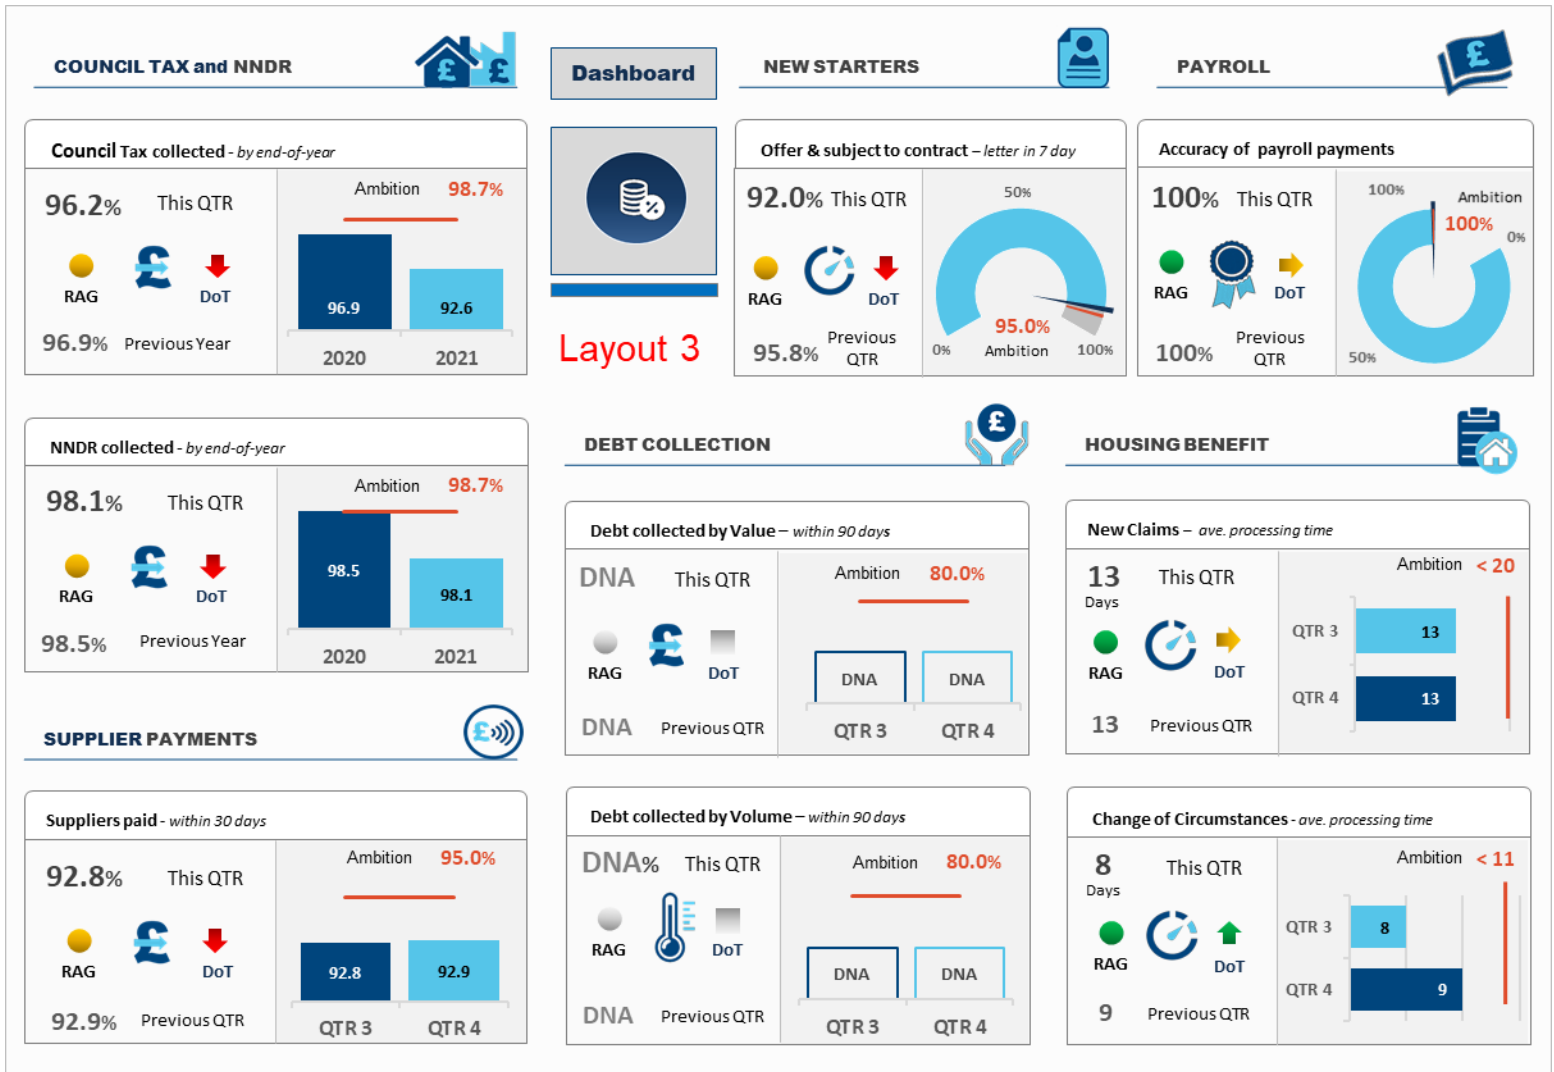 COUNCIL TAX and NNDR
Council Tax collected - by end-of-year
96.2% This QTR
RAG DoT
96.9% Previous Year
Ambition 98.7%
96.9 92.6
2020 2021
NNDR collected - by end-of-year
98.1% This QTR
RAG DoT
98.5% Previous Year
Ambition 98.7%
98.5 98.1
2020 2021
SUPPLIER PAYMENTS
Suppliers paid - within 30 days
92.8% This QTR
RAG DoT
92.9% Previous QTR
Ambition 95.0%
92.8 92.9
QTR 3 QTR 4
Dashboard
Layout 3
NEW STARTERS
Offer & subject to contract – letter in 7 day
92.0% This QTR
RAG DoT
95.8% Previous
QTR
50%
95.0%
0% Ambition 100%
PAYROLL
Accuracy of payroll payments
100% This QTR
RAG DoT
100% Previous
QTR
100% Ambition
100%
0%
50%
DEBT COLLECTION
Debt collected by Value – within 90 days
DNA This QTR
RAG DoT
DNA Previous QTR
Ambition 80.0%
DNA DNA
QTR 3 QTR 4
Debt collected by Volume – within 90 days
DNA% This QTR
RAG DoT
DNA Previous QTR
Ambition 80.0%
DNA DNA
QTR 3 QTR 4
HOUSING BENEFIT
New Claims – ave. processing time
13 This QTR
Days
RAG DoT
13 Previous QTR
Ambition < 20
QTR 3 13
QTR 4 13
Change of Circumstances - ave. processing time
8 This QTR
Days
RAG DoT
9 Previous QTR
Ambition < 11
QTR 3 8
QTR 4 9